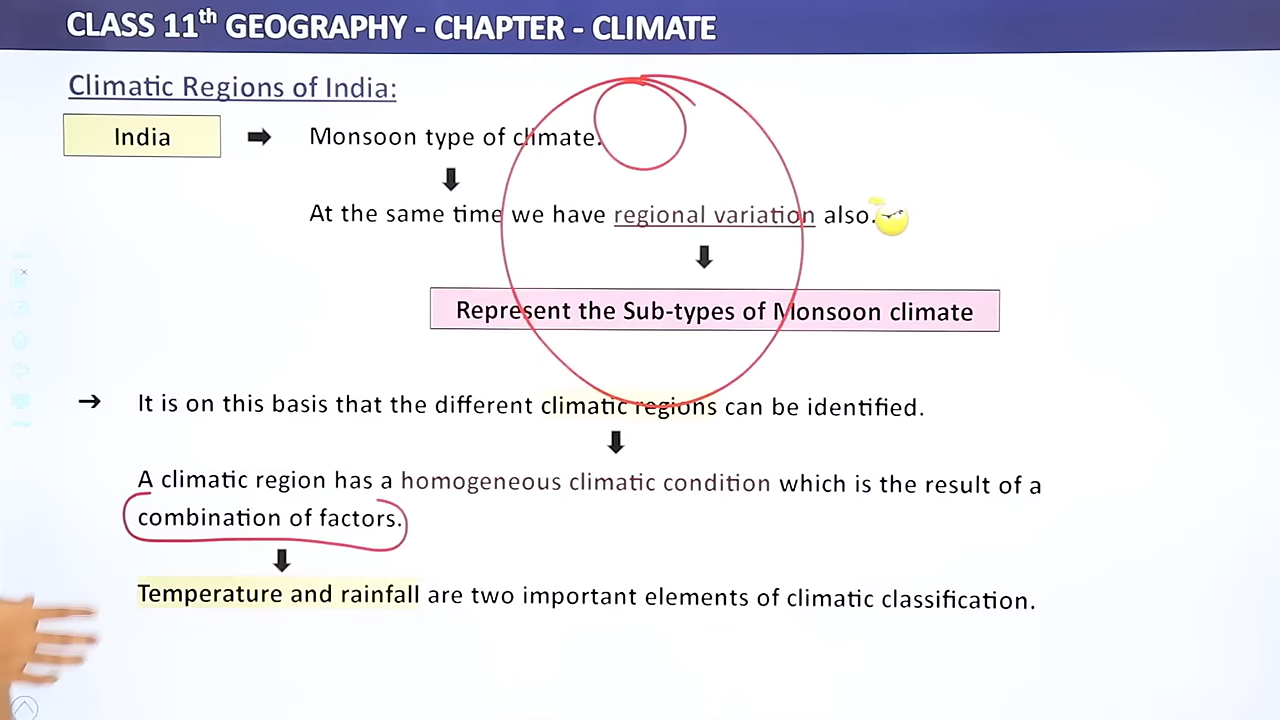 CLASS 11th GEOGRAPHY - CHAPTER - CLIMATE
Climatic Regions of India:
India ➡ Monsoon type of climate.
At the same time we have regional variation also.
Represent the Sub-types of Monsoon climate
→ It is on this basis that the different climatic regions can be identified.
A climatic region has a homogeneous climatic condition which is the result of a
combination of factors.
Temperature and rainfall are two important elements of climatic classification.